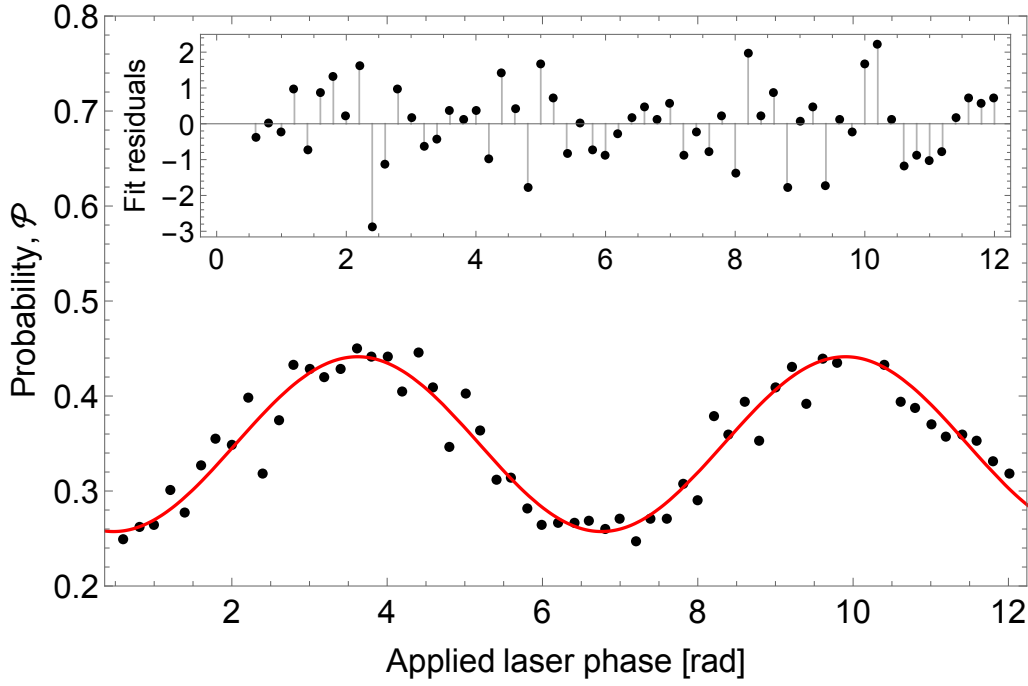 0.8
0.7
0.6
0.5
0.4
0.3
0.2
Probability, 𝒫
2
1
0
−1
−2
−3
Fit residuals
0 2 4 6 8 10 12
2 4 6 8 10 12
Applied laser phase [rad]